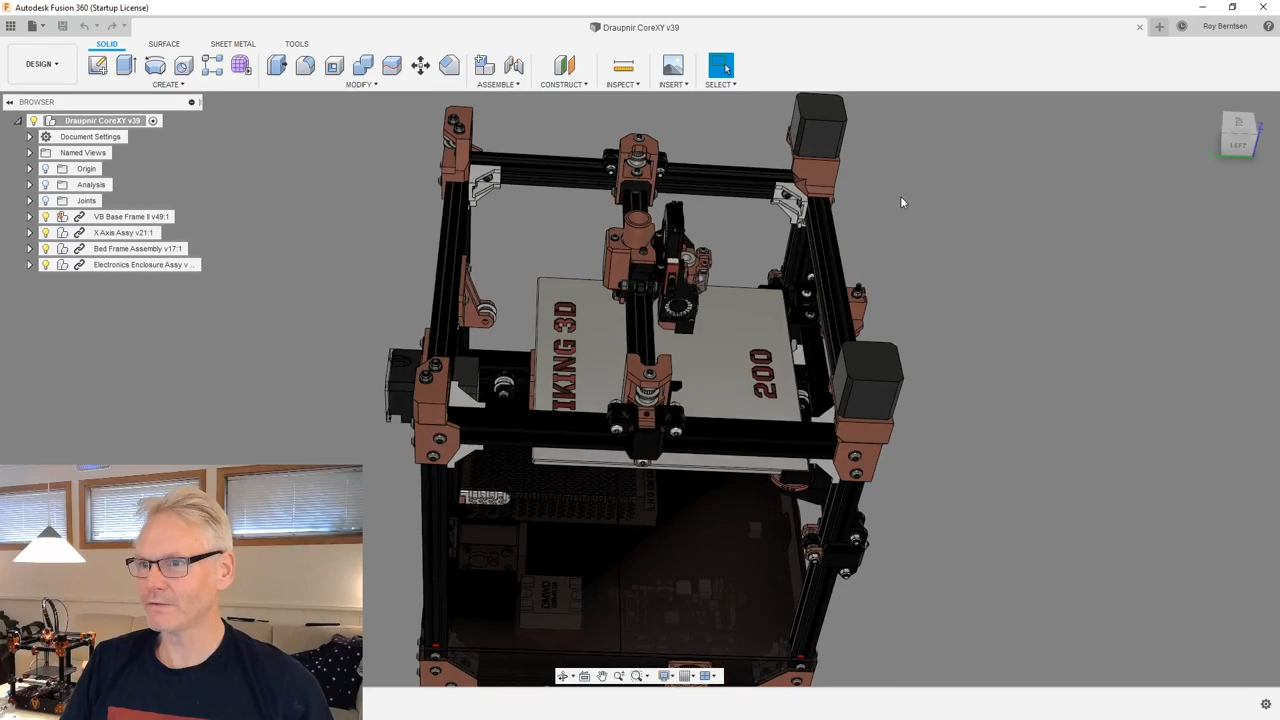 Autodesk Fusion 360 (Startup License)
Draupnir CoreXY v39
Roy Berntsen
SOLID SURFACE SHEET METAL TOOLS
DESIGN
CREATE MODIFY ASSEMBLE CONSTRUCT INSPECT INSERT SELECT
BROWSER
Draupnir CoreXY v39
Document Settings
Named Views
Origin
Analysis
Joints
VB Base Frame II v49:1
X Axis Assy v21:1
Bed Frame Assembly v17:1
Electronics Enclosure Assy v...
LEFT
Z
IKING 3D
200